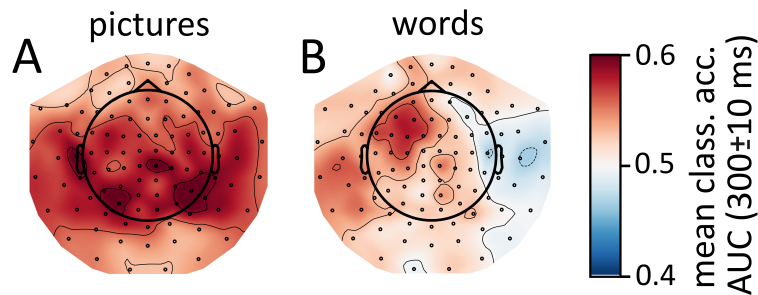 pictures
words
A
B
0.6
0.5
0.4
mean class. acc.
AUC (300±10 ms)